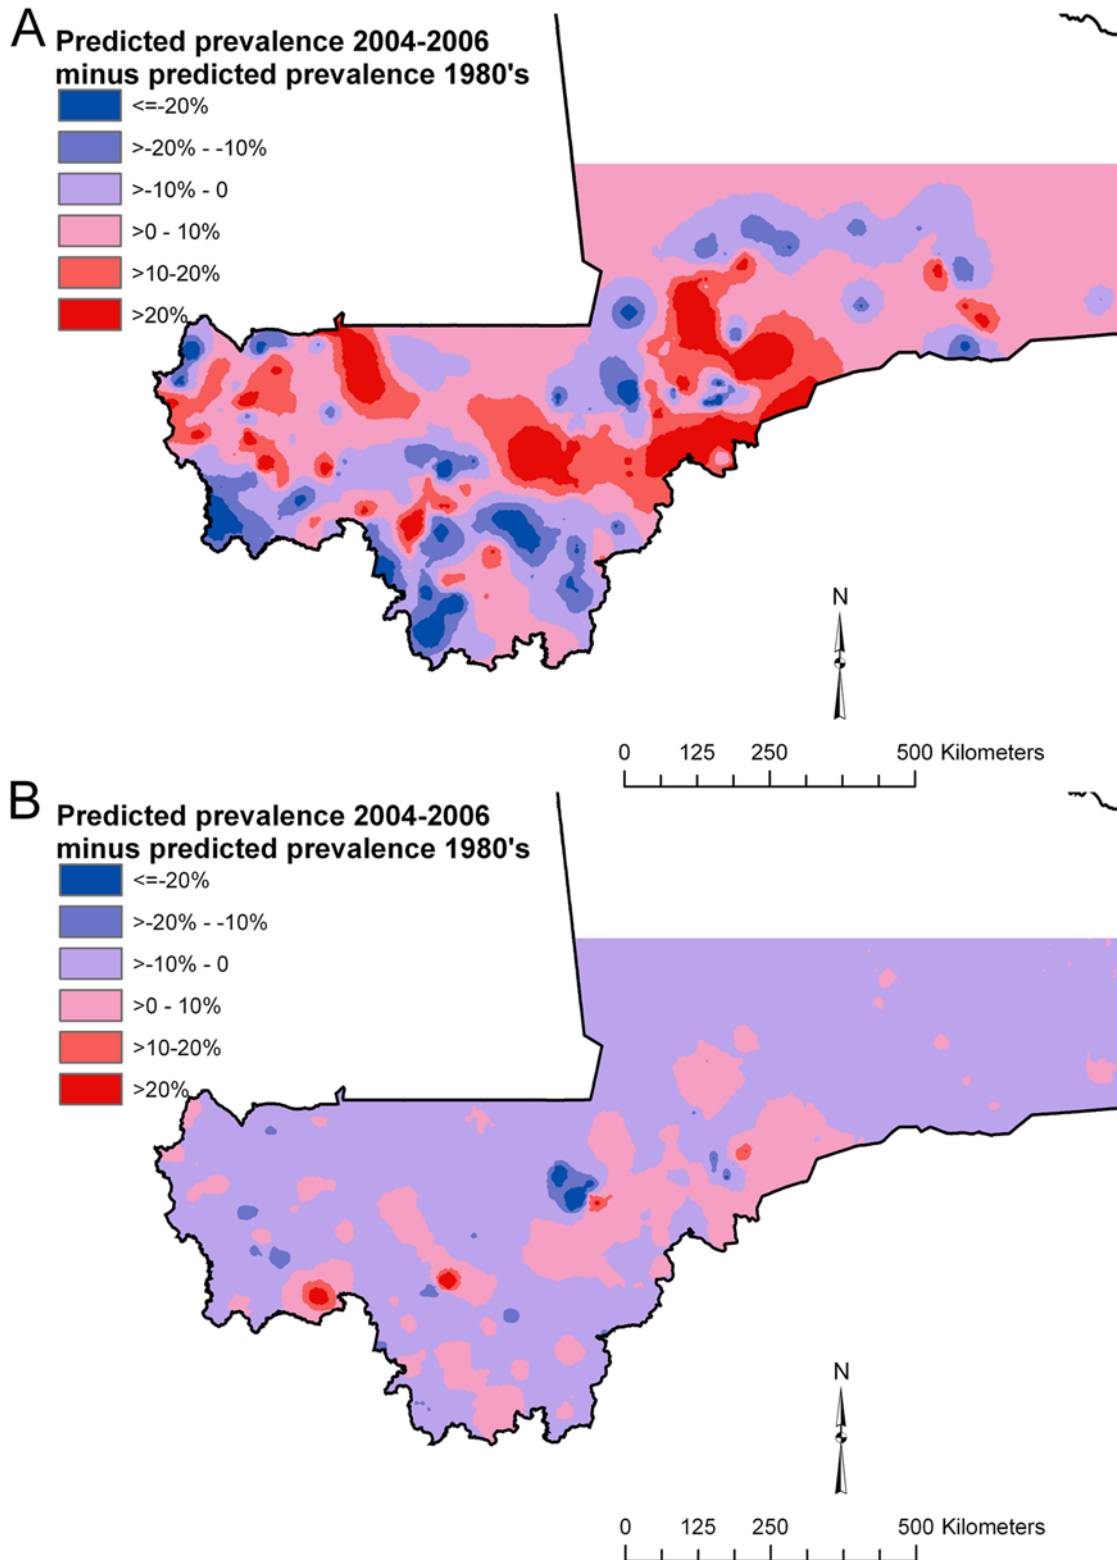 A
Predicted prevalence 2004-2006
minus predicted prevalence 1980's
<=-20%
>-20% - -10%
>-10% - 0
>0 - 10%
>10-20%
>20%
N
0 125 250 500 Kilometers
B
Predicted prevalence 2004-2006
minus predicted prevalence 1980's
<=-20%
>-20% - -10%
>-10% - 0
>0 - 10%
>10-20%
>20%
N
0 125 250 500 Kilometers